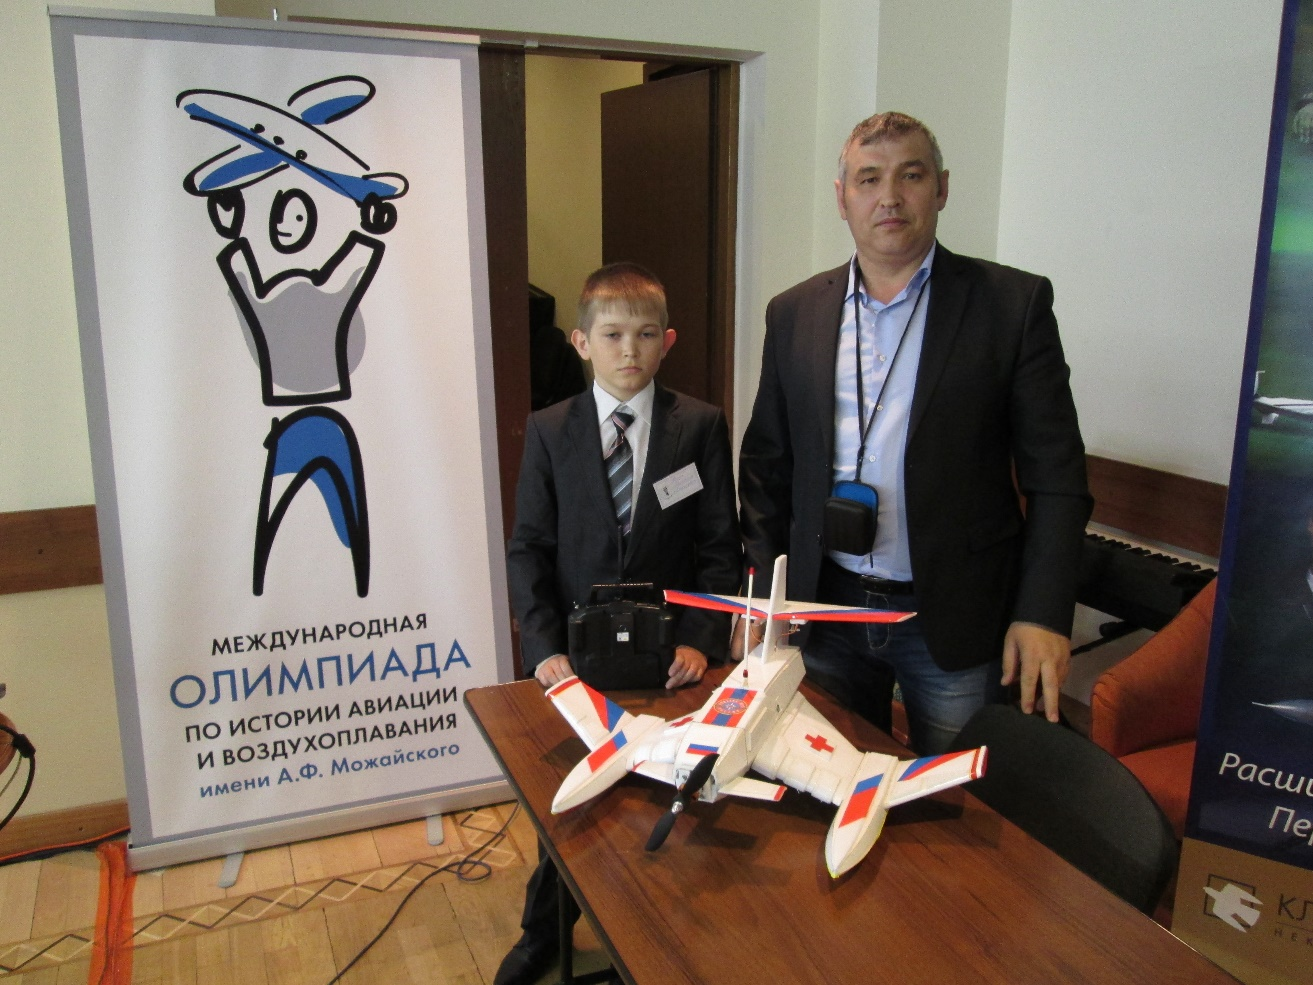 МЕЖДУНАРОДНАЯ
ОЛИМПИАДА
ПО ИСТОРИИ АВИАЦИИ
И ВОЗДУХОПЛАВАНИЯ
имени А.Ф. Можайского